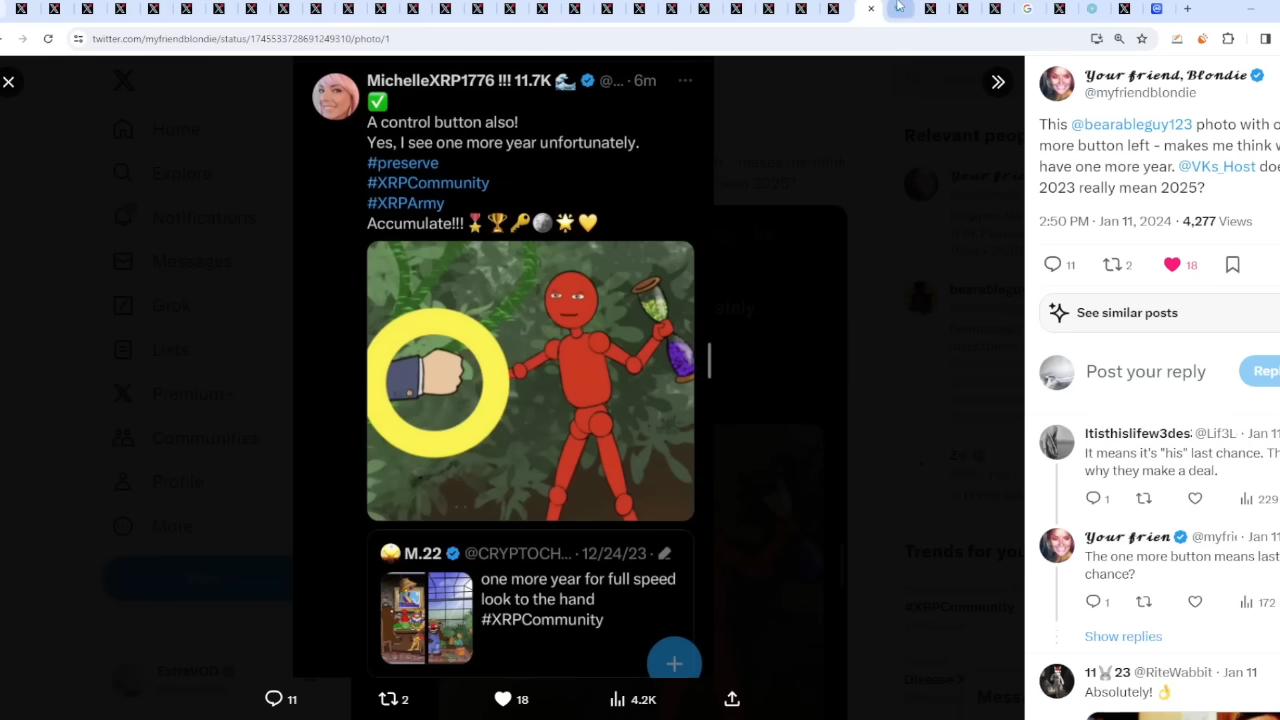 twitter.com/myfriendblondie/status/1745533728691249310/photo/1
MichelleXRP1776 !!! 11.7K 🌊 @... · 6m
✅
A control button also!
Yes, I see one more year unfortunately.
#preserve
#XRPCommunity
#XRPArmy
Accumulate!!!🎖🏆🔑🌕🌟💛
M.22 @CRYPTOCH... · 12/24/23 ·
one more year for full speed
look to the hand
#XRPCommunity
11
2
18
4.2K
Home
Explore
Notifications
Messages
Grok
Lists
Premium+
Communities
Profile
More
Relevant peop
Trends for you
#XRPCommunity
Your friend, Blondie
@myfriendblondie
This @bearableguy123 photo with o
more button left - makes me think w
have one more year. @VKs_Host doe
2023 really mean 2025?
2:50 PM · Jan 11, 2024 · 4,277 Views
11
2
18
See similar posts
Post your reply
Repl
Itisthislifew3des: @Lif3L · Jan 11
It means it's "his" last chance. Th
why they make a deal.
1
229
Your frien @myfri · Jan 11
The one more button means last
chance?
1
172
Show replies
11🐰23 @RiteWabbit · Jan 11
Absolutely! 👌